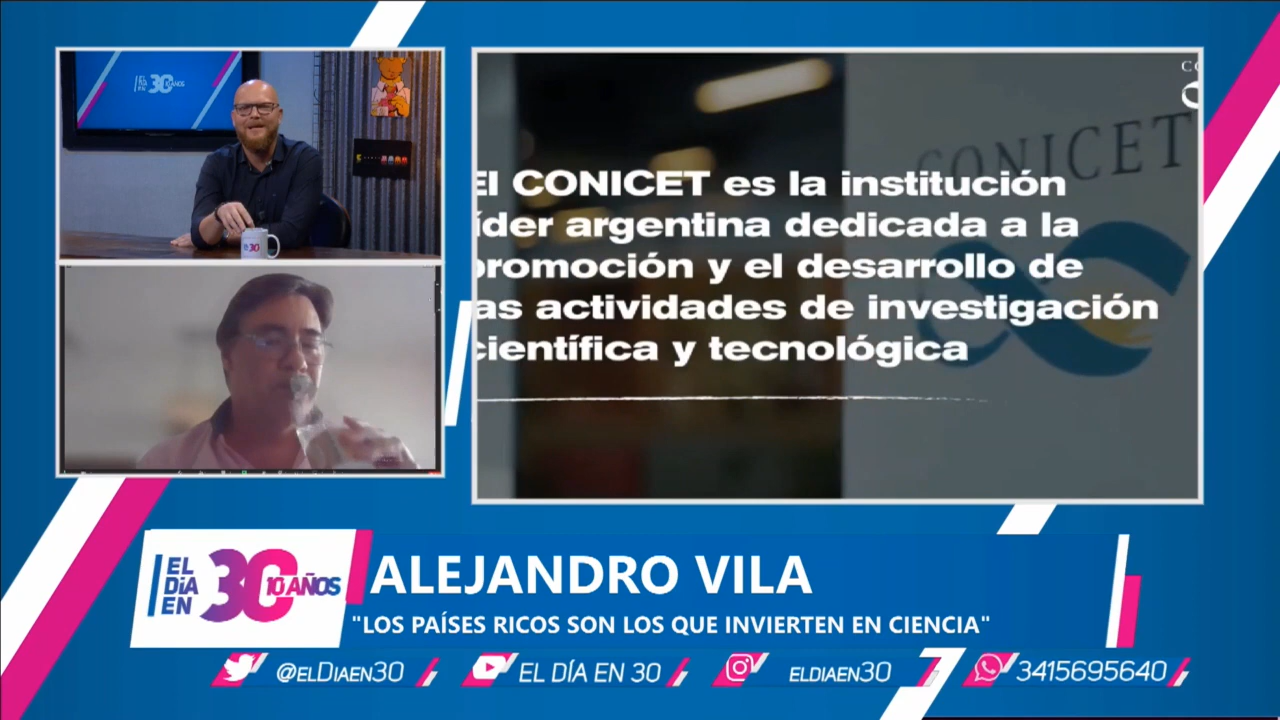 El CONICET es la institución
íder argentina dedicada a la
promoción y el desarrollo de
as actividades de investigación
científica y tecnológica
CONICET
EL
DÍA
EN
30
10 AÑOS
ALEJANDRO VILA
"LOS PAÍSES RICOS SON LOS QUE INVIERTEN EN CIENCIA"
@elDiaen30
EL DÍA EN 30
eldiaen30
3415695640